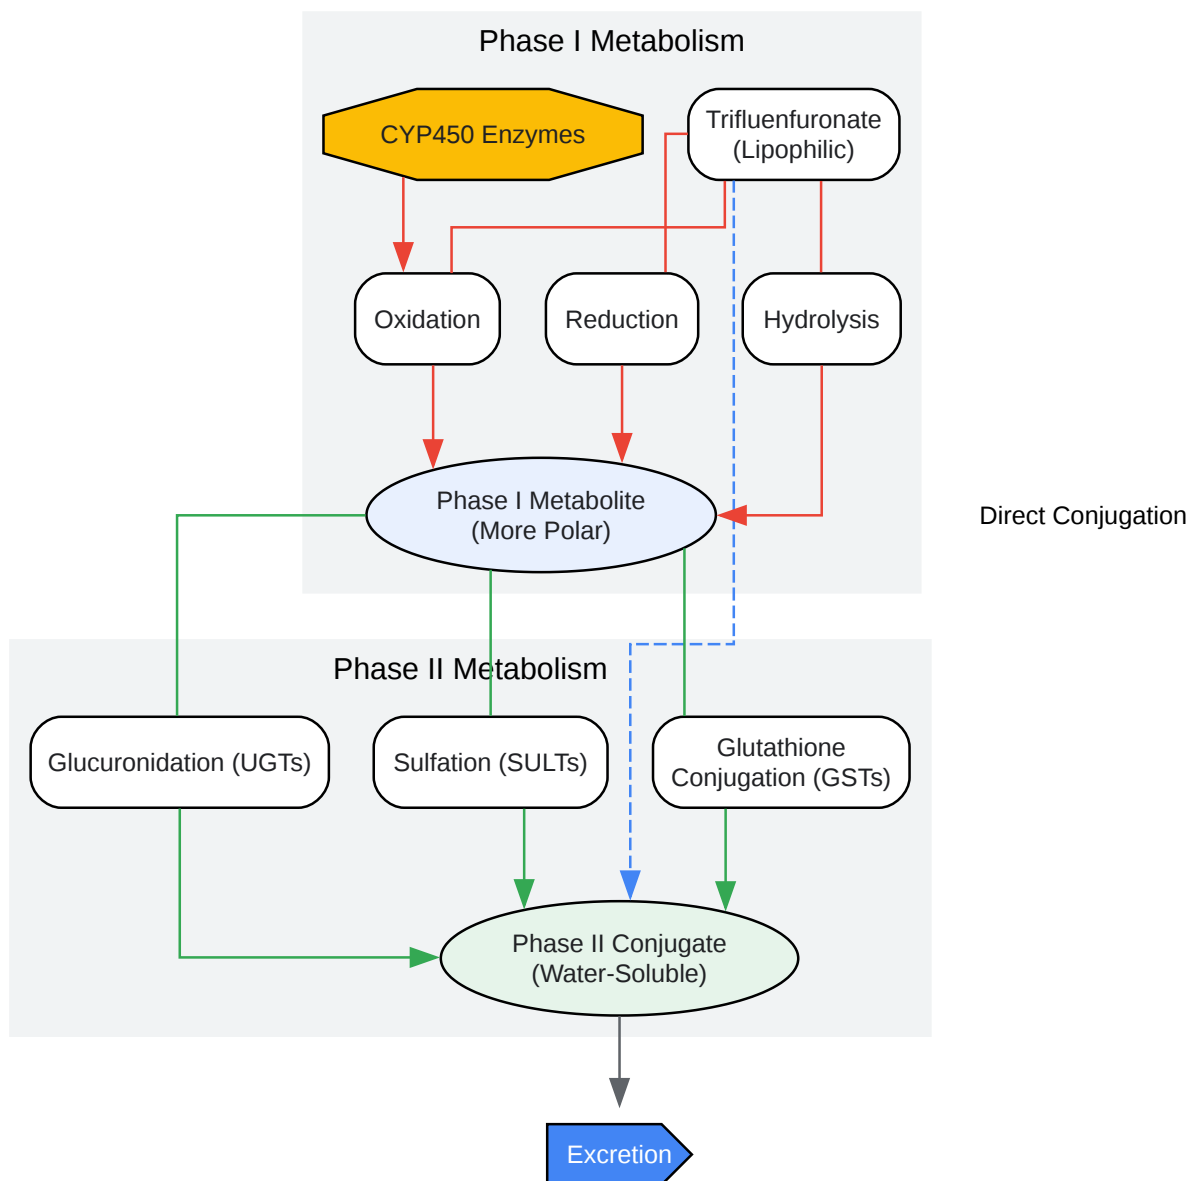 Phase I Metabolism
CYP450 Enzymes
Trifluenfuronate
(Lipophilic)
Oxidation
Reduction
Hydrolysis
Phase I Metabolite
(More Polar)
Direct Conjugation
Phase II Metabolism
Glucuronidation (UGTs)
Sulfation (SULTs)
Glutathione
Conjugation (GSTs)
Phase II Conjugate
(Water-Soluble)
Excretion